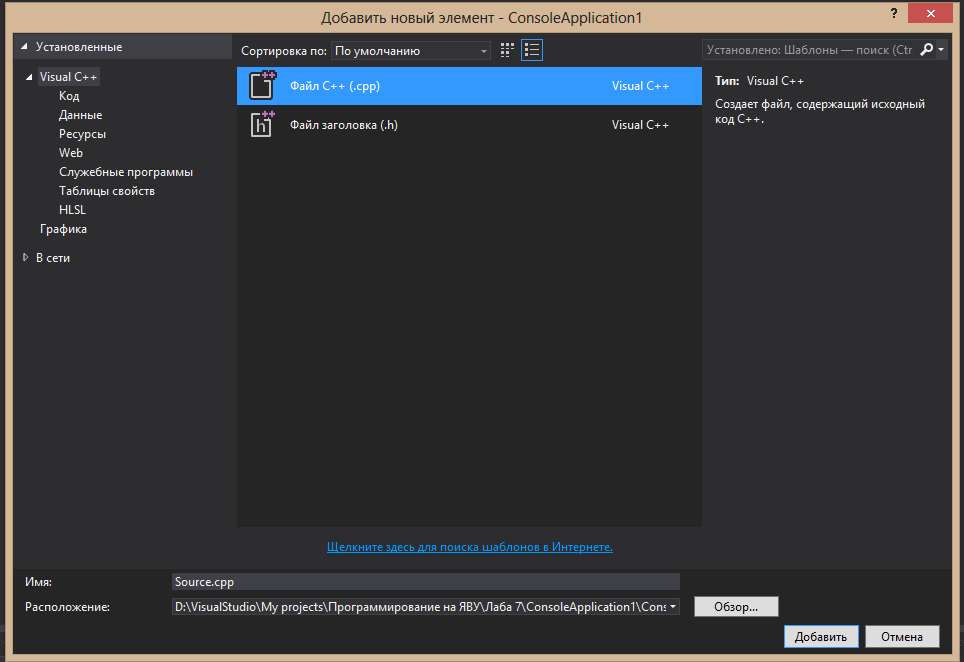 Добавить новый элемент - ConsoleApplication1
?
Установленные
Сортировка по: По умолчанию
Установлено: Шаблоны — поиск (Ctr
Visual C++
Код
Данные
Ресурсы
Web
Служебные программы
Таблицы свойств
HLSL
Графика
В сети
Файл C++ (.cpp) Visual C++
Файл заголовка (.h) Visual C++
Тип: Visual C++
Создает файл, содержащий исходный
код C++.
Щелкните здесь для поиска шаблонов в Интернете.
Имя: Source.cpp
Расположение: D:\VisualStudio\My projects\Программирование на ЯВУ\Лаба 7\ConsoleApplication1\Cons
Обзор...
Добавить Отмена